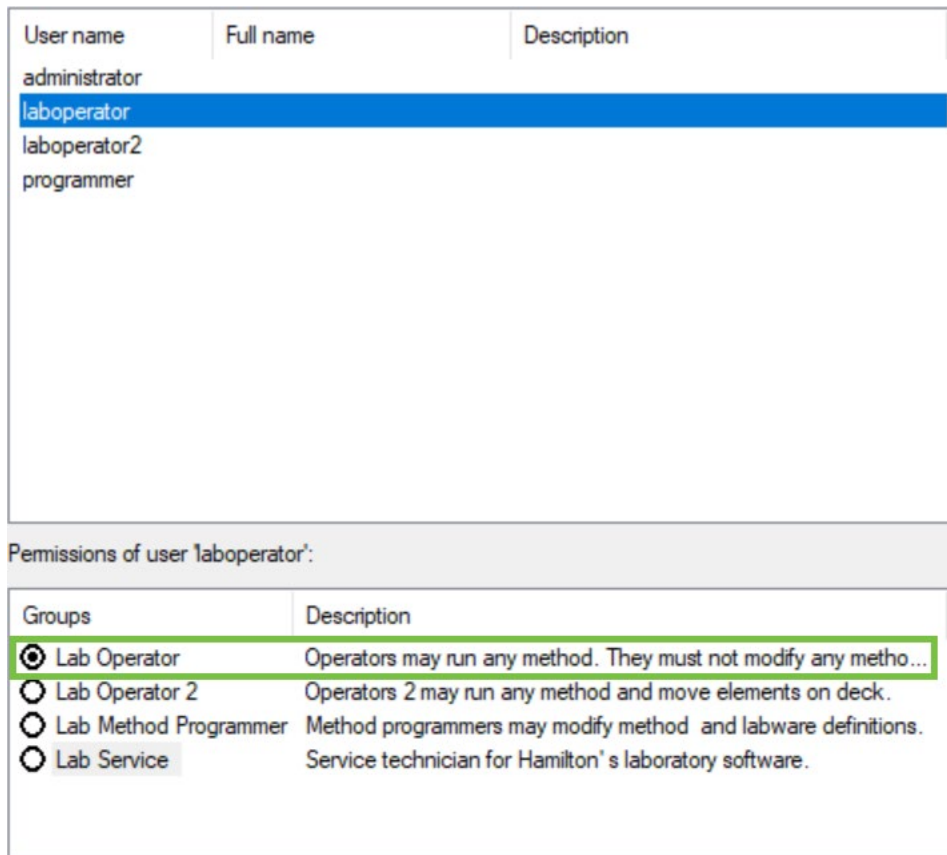 User name Full name Description
administrator
laboperator
laboperator2
programmer
Permissions of user 'laboperator':
Groups Description
Lab Operator Operators may run any method. They must not modify any metho...
Lab Operator 2 Operators 2 may run any method and move elements on deck.
Lab Method Programmer Method programmers may modify method and labware definitions.
Lab Service Service technician for Hamilton' s laboratory software.